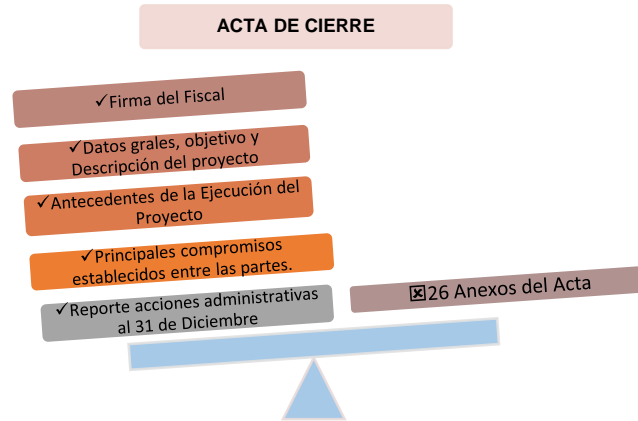 ACTA DE CIERRE
✓Firma del Fiscal
✓Datos grales, objetivo y
Descripción del proyecto
✓Antecedentes de la Ejecución del
Proyecto
✓Principales compromisos
establecidos entre las partes.
✓Reporte acciones administrativas
al 31 de Diciembre
☒26 Anexos del Acta